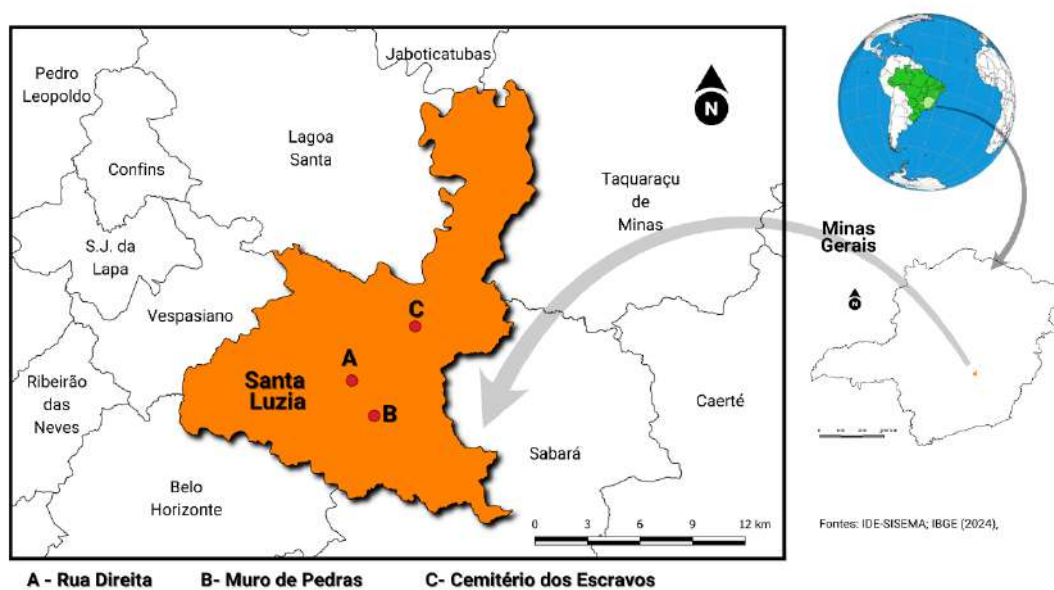 Jaboticatubas
Pedro
Leopoldo
N
Lagoa
Santa
Confins
Taquaraçu
de
Minas
S.J. da
Lapa
Vespasiano
C
A
Santa
Luzia
B
Ribeirão
das
Neves
Caerté
Sabará
Belo
Horizonte
0 3 6 9 12 km
Minas
Gerais
N
Fontes: IDE-SISEMA; IBGE (2024),
A - Rua Direita B- Muro de Pedras C- Cemitério dos Escravos